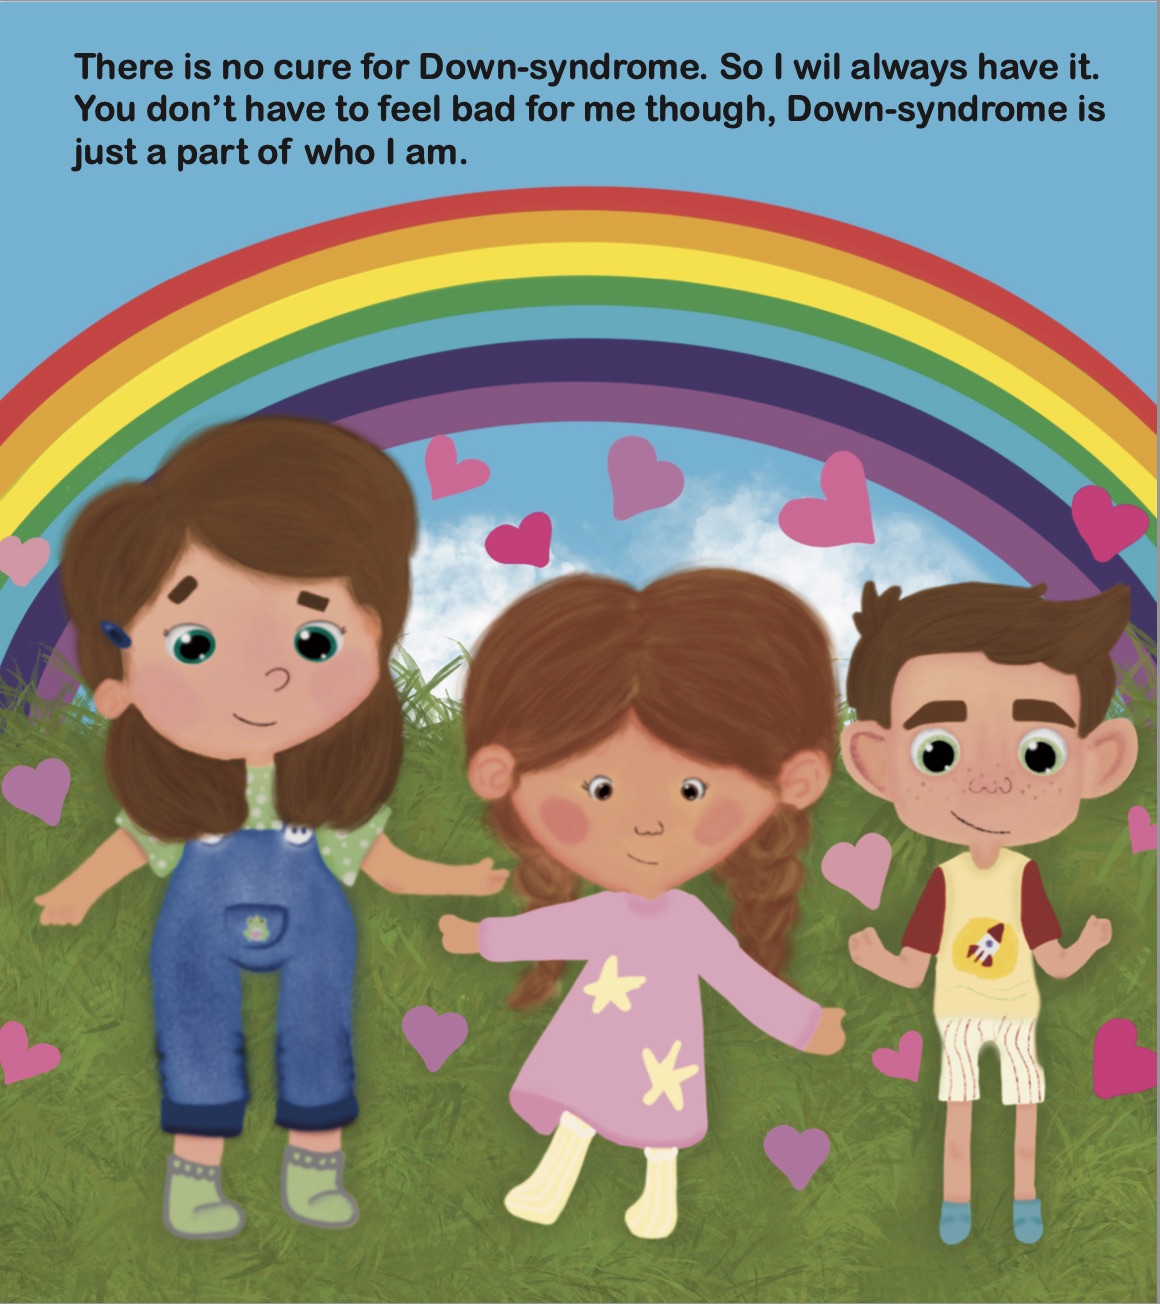 There is no cure for Down-syndrome. So I wil always have it.
You don’t have to feel bad for me though, Down-syndrome is
just a part of who I am.